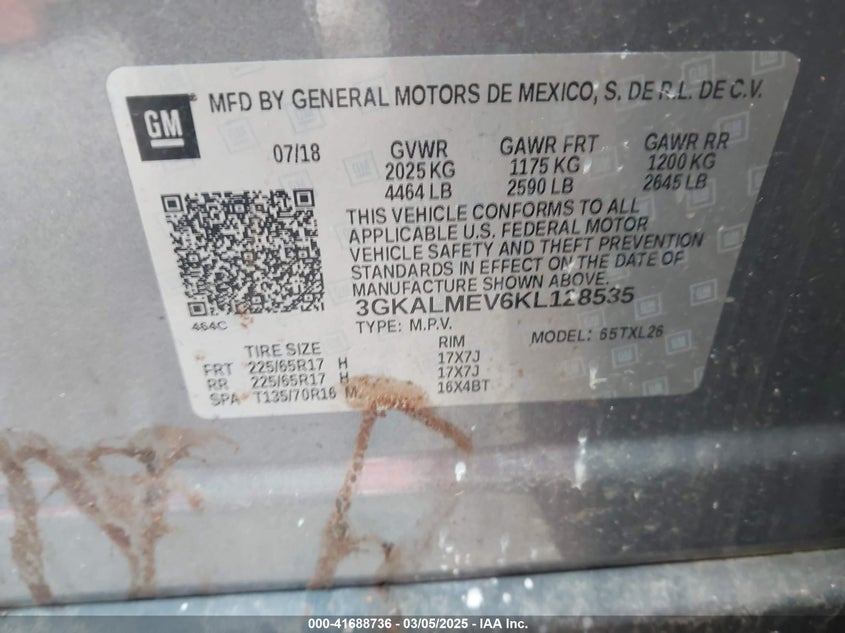 GM
®
MFD BY GENERAL MOTORS DE MEXICO, S. DE R.L. DE C.V.
07/18 GVWR GAWR FRT GAWR RR
2025 KG 1175 KG 1200 KG
4464 LB 2590 LB 2645 LB
THIS VEHICLE CONFORMS TO ALL
APPLICABLE U.S. FEDERAL MOTOR
VEHICLE SAFETY AND THEFT PREVENTION
STANDARDS IN EFFECT ON THE DATE OF
MANUFACTURE SHOWN ABOVE.
3GKALMEV6KL128535
464C
TYPE: M.P.V. MODEL: 65TXL26
TIRE SIZE RIM
FRT 225/65R17 H 17X7J
RR 225/65R17 H 17X7J
SPA T135/70R16 M 16X4BT
000-41688736 - 03/05/2025 - IAA Inc.